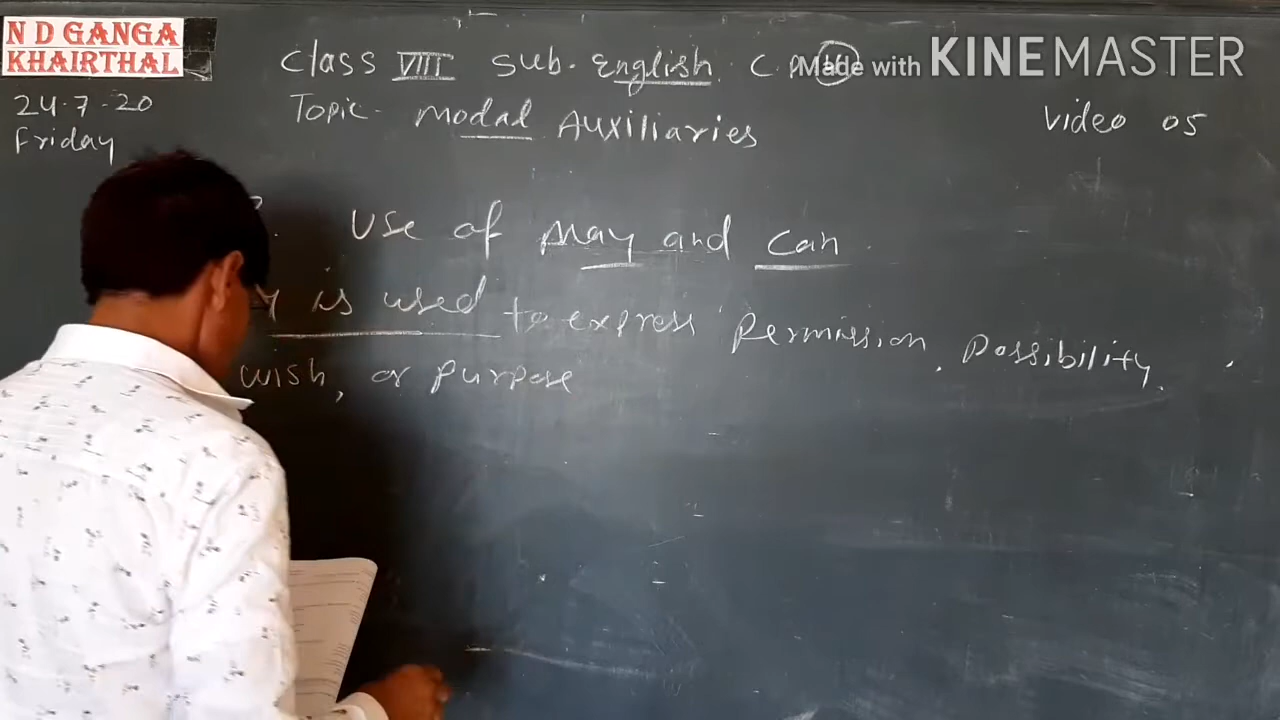 N D GANGA
KHAIRTHAL
Class VIII Sub. English C P
Made with KINEMASTER
24.7.20
Friday
Topic - Modal Auxiliaries
Video 05
Use of May and Can
y is used to express Permission, Possibility,
wish, or purpose